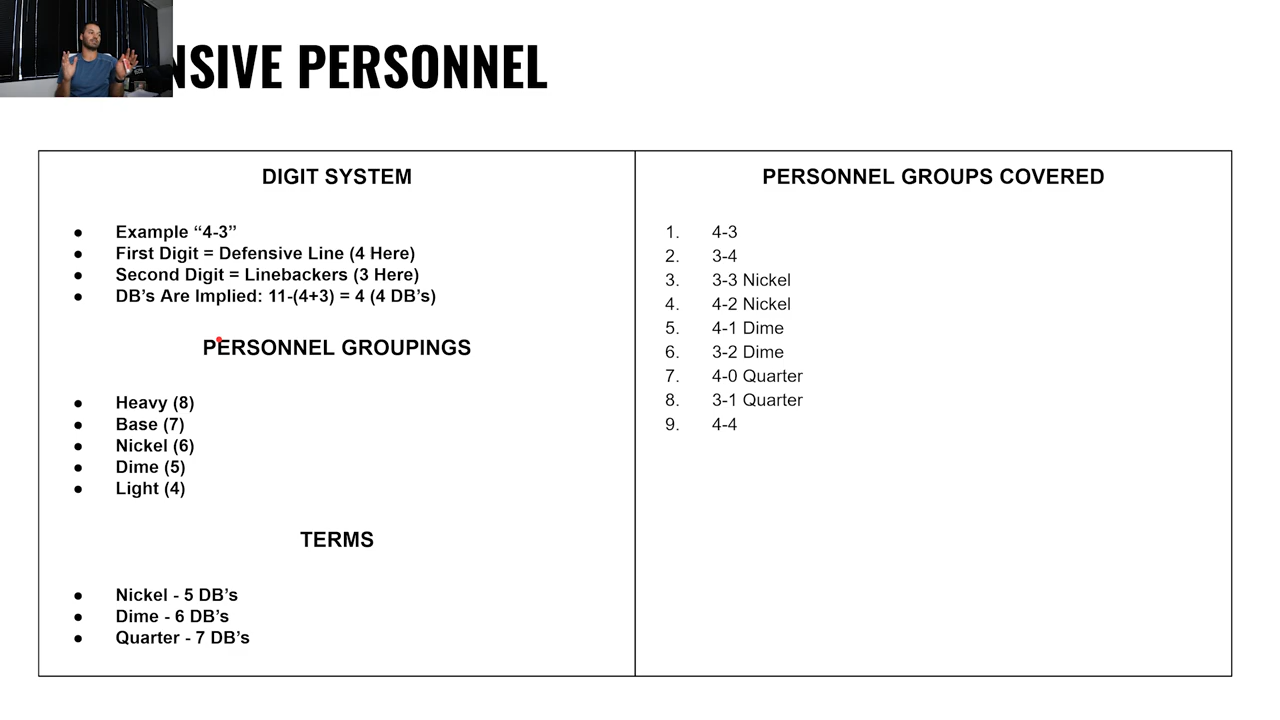 NSIVE PERSONNEL
DIGIT SYSTEM
● Example “4-3”
● First Digit = Defensive Line (4 Here)
● Second Digit = Linebackers (3 Here)
● DB’s Are Implied: 11-(4+3) = 4 (4 DB’s)
PERSONNEL GROUPINGS
● Heavy (8)
● Base (7)
● Nickel (6)
● Dime (5)
● Light (4)
TERMS
● Nickel - 5 DB’s
● Dime - 6 DB’s
● Quarter - 7 DB’s
PERSONNEL GROUPS COVERED
1. 4-3
2. 3-4
3. 3-3 Nickel
4. 4-2 Nickel
5. 4-1 Dime
6. 3-2 Dime
7. 4-0 Quarter
8. 3-1 Quarter
9. 4-4